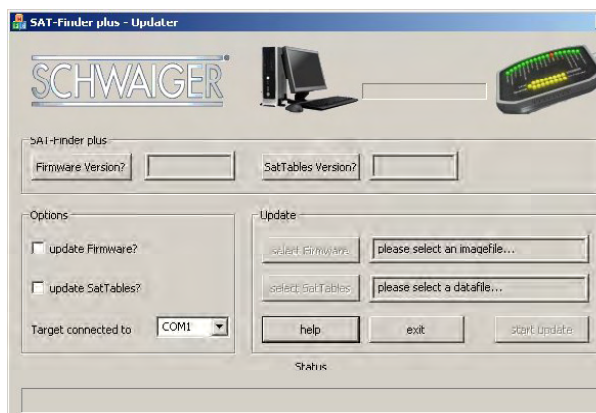 SAT-Finder plus - Updater
SCHWAIGER
SAT-Finder plus
Firmware Version?
SatTables Version?
Options
Update
update Firmware?
select Firmware
please select an imagefile...
update SatTables?
select SatTables
please select a datafile...
Target connected to
COM1
help
exit
start update
Status